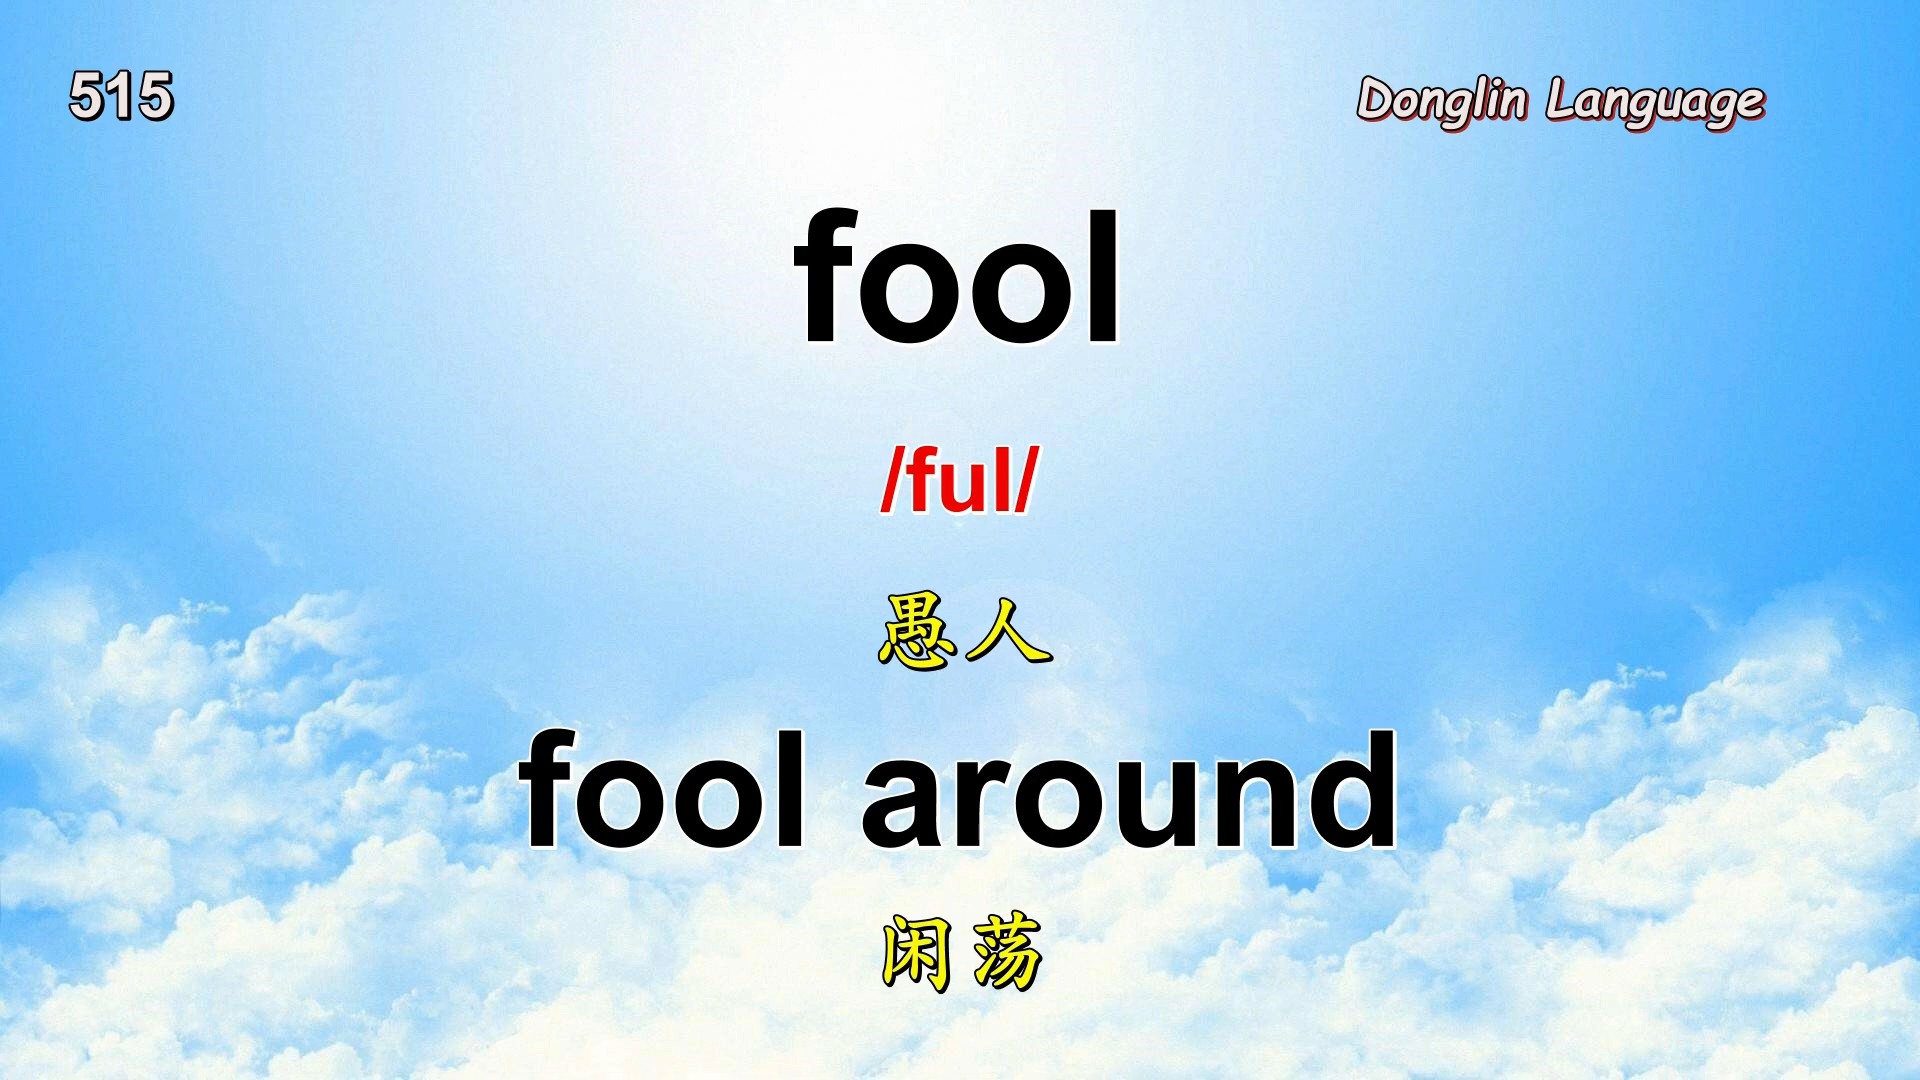 515
Donglin Language
fool
/ful/
愚人
fool around
闲荡